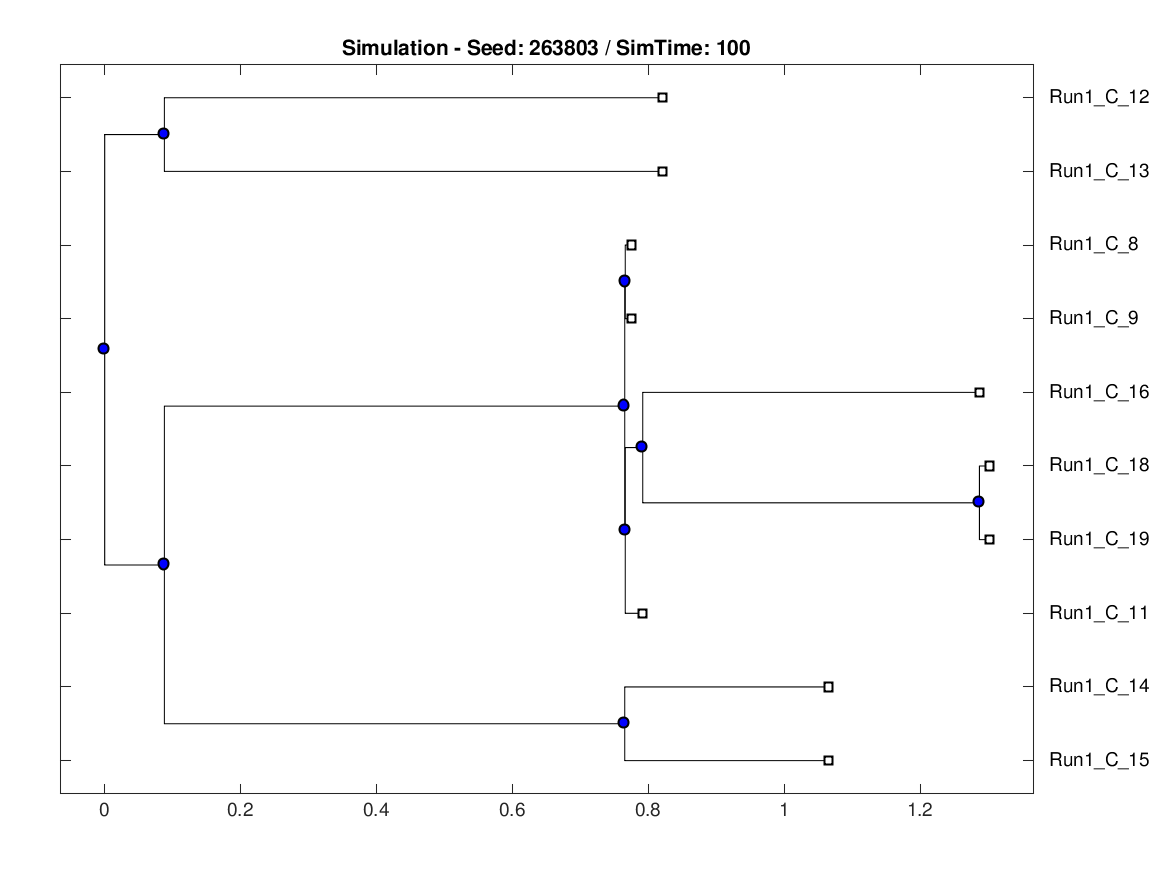 Simulation - Seed: 263803 / SimTime: 100
Run1_C_12
Run1_C_13
Run1_C_8
Run1_C_9
Run1_C_16
Run1_C_18
Run1_C_19
Run1_C_11
Run1_C_14
Run1_C_15
0 0.2 0.4 0.6 0.8 1 1.2